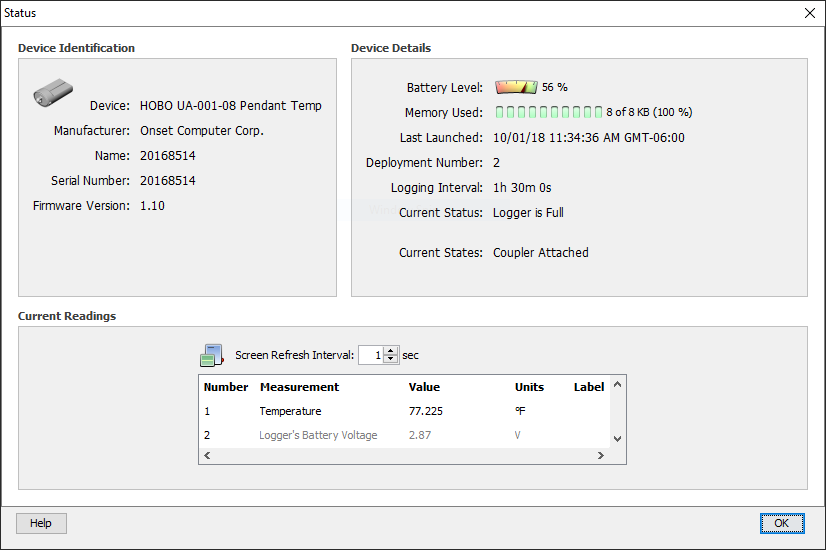 Status
Device Identification
Device: HOBO UA-001-08 Pendant Temp
Manufacturer: Onset Computer Corp.
Name: 20168514
Serial Number: 20168514
Firmware Version: 1.10
Device Details
Battery Level: 56 %
Memory Used: 8 of 8 KB (100 %)
Last Launched: 10/01/18 11:34:36 AM GMT-06:00
Deployment Number: 2
Logging Interval: 1h 30m 0s
Current Status: Logger is Full
Current States: Coupler Attached
Current Readings
Screen Refresh Interval: 1 sec
Number Measurement Value Units Label
1 Temperature 77.225 °F
2 Logger's Battery Voltage 2.87 V
Help
OK